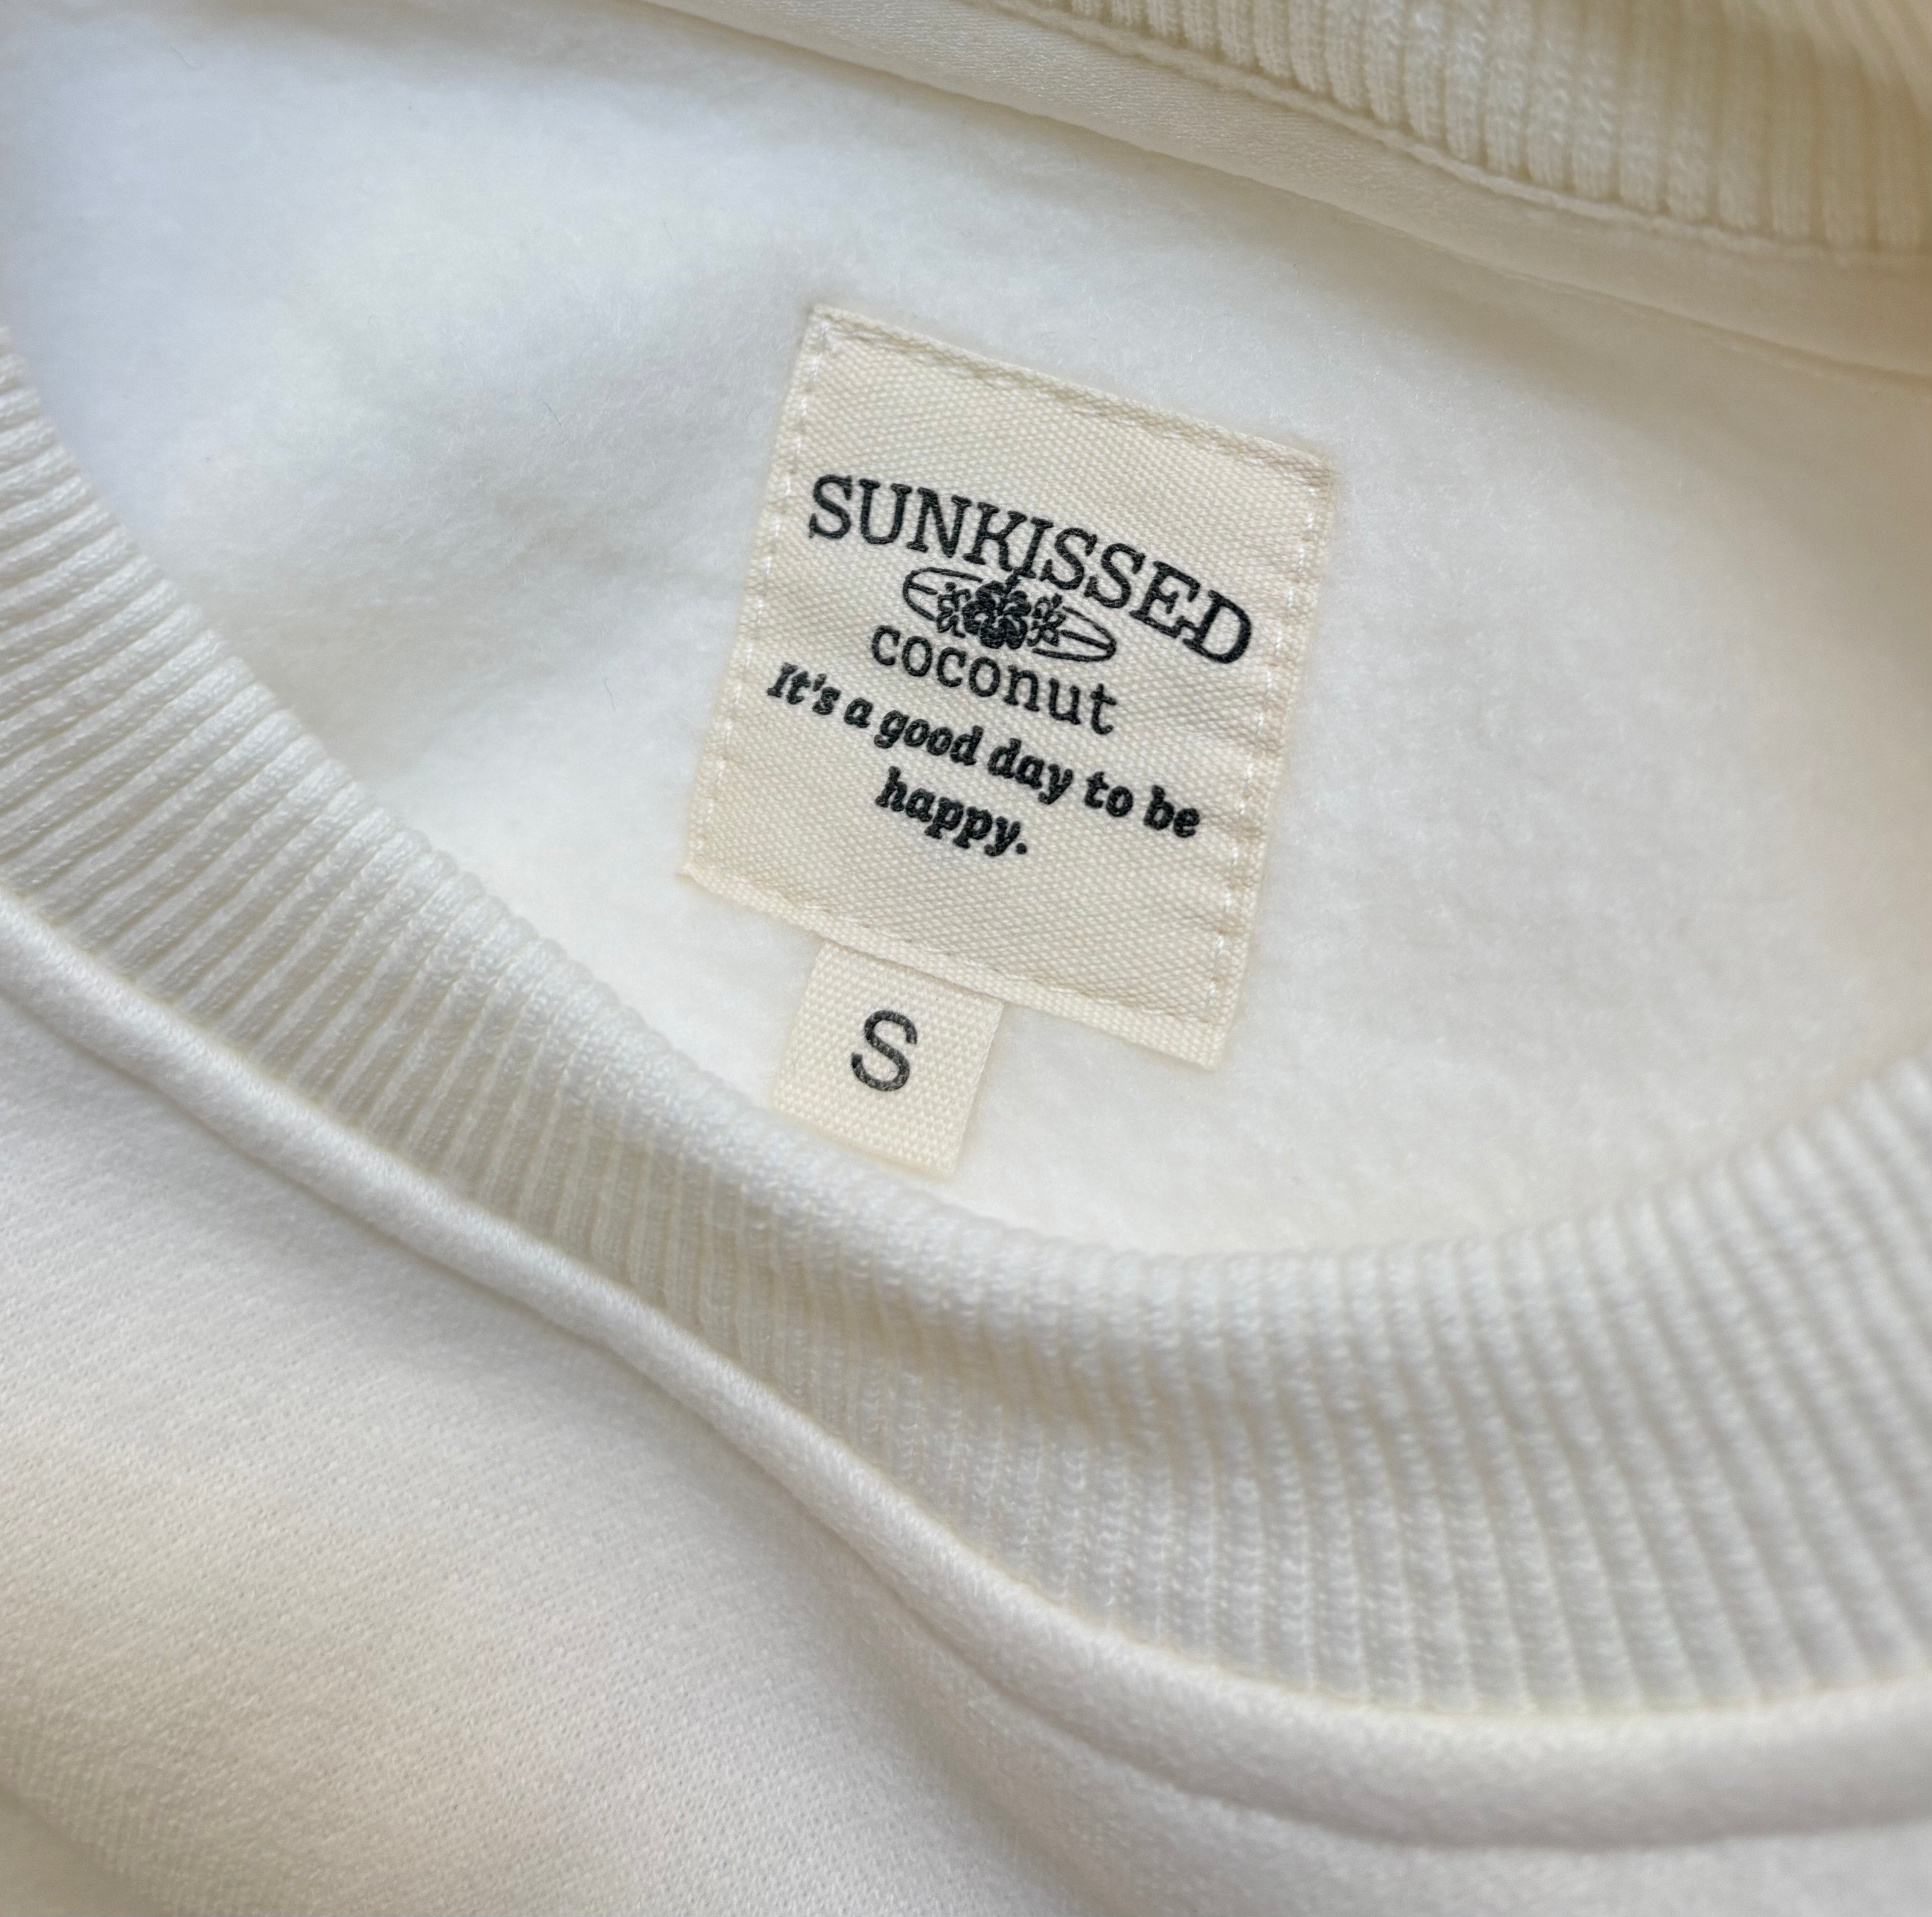 SUNKISSED
coconut
It's a good day to be
happy.
S